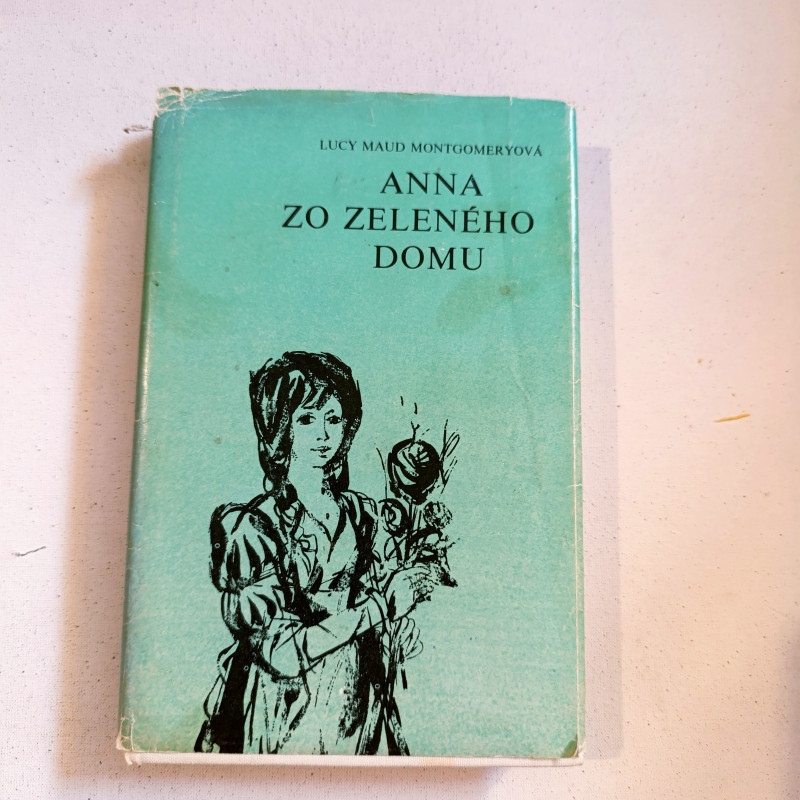 LUCY MAUD MONTGOMERYOVÁ
ANNA
ZO ZELENÉHO
DOMU